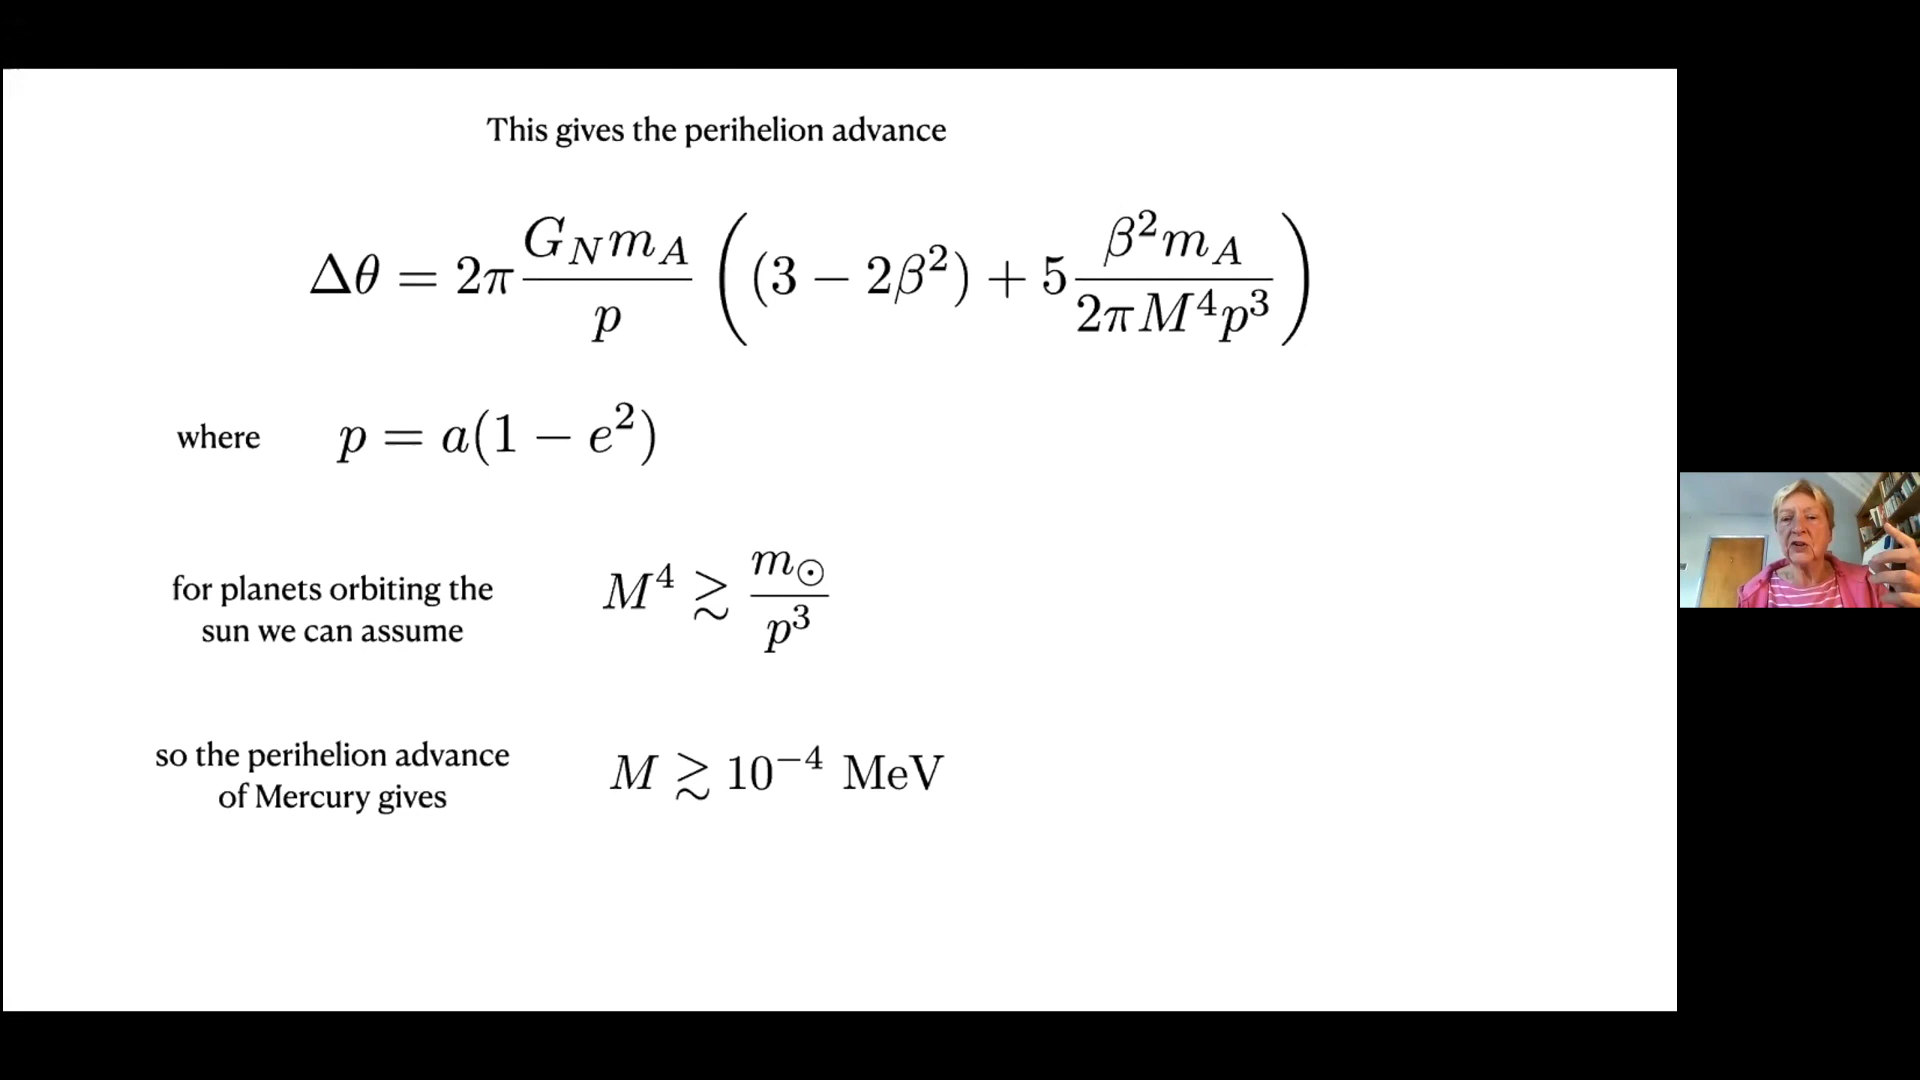 This gives the perihelion advance
Δθ = 2π G_N m_A / p ( (3 − 2β²) + 5 β² m_A / 2π M⁴ p³ )
where p = a(1 − e²)
for planets orbiting the
sun we can assume
M⁴ ≳ m_⊙ / p³
so the perihelion advance
of Mercury gives
M ≳ 10⁻⁴ MeV